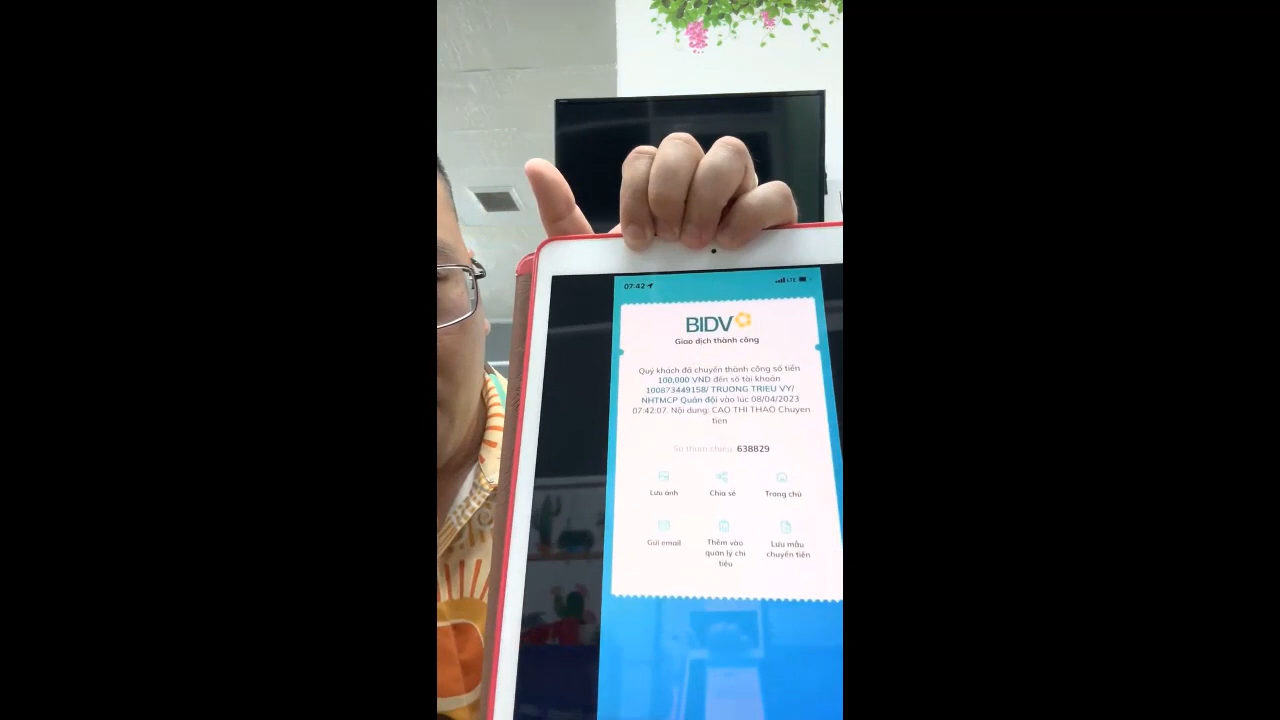 07:42
LTE
BIDV
Giao dịch thành công
Quý khách đã chuyển thành công số tiền
100,000 VND đến số tài khoản
100873449158/ TRUONG TRIEU VY/
NHTMCP Quân đội vào lúc 08/04/2023
07:42:07. Nội dung: CAO THI THAO Chuyen
tien
Số tham chiếu: 638829
Lưu ảnh
Chia sẻ
Trang chủ
Gửi email
Thêm vào
quản lý chi
tiêu
Lưu mẫu
chuyển tiền